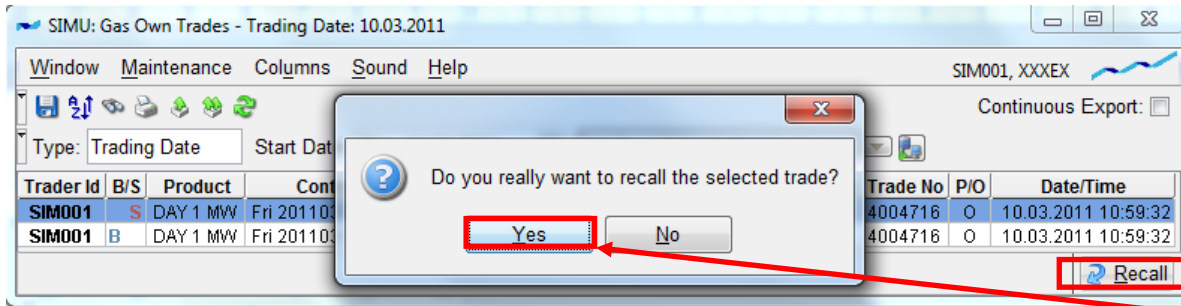 SIMU: Gas Own Trades - Trading Date: 10.03.2011
Window Maintenance Columns Sound Help SIM001, XXXEX
Continuous Export:
Type: Trading Date Start Dat
Do you really want to recall the selected trade?
Yes No
Trader Id B/S Product Cont Trade No P/O Date/Time
SIM001 S DAY 1 MW Fri 201103 4004716 O 10.03.2011 10:59:32
SIM001 B DAY 1 MW Fri 201103 4004716 O 10.03.2011 10:59:32
Recall